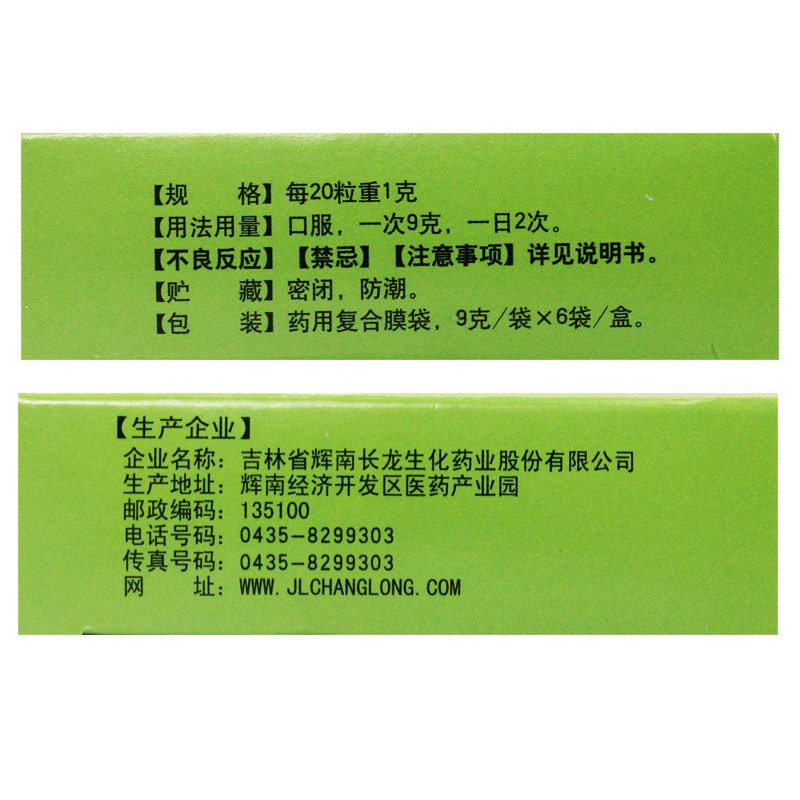 【规　　格】每20粒重1克
【用法用量】口服，一次9克，一日2次。
【不良反应】【禁忌】【注意事项】详见说明书。
【贮　　藏】密闭，防潮。
【包　　装】药用复合膜袋，9克/袋×6袋/盒。
【生产企业】
企业名称：吉林省辉南长龙生化药业股份有限公司
生产地址：辉南经济开发区医药产业园
邮政编码：135100
电话号码：0435-8299303
传真号码：0435-8299303
网　　址：WWW.JLCHANGLONG.COM